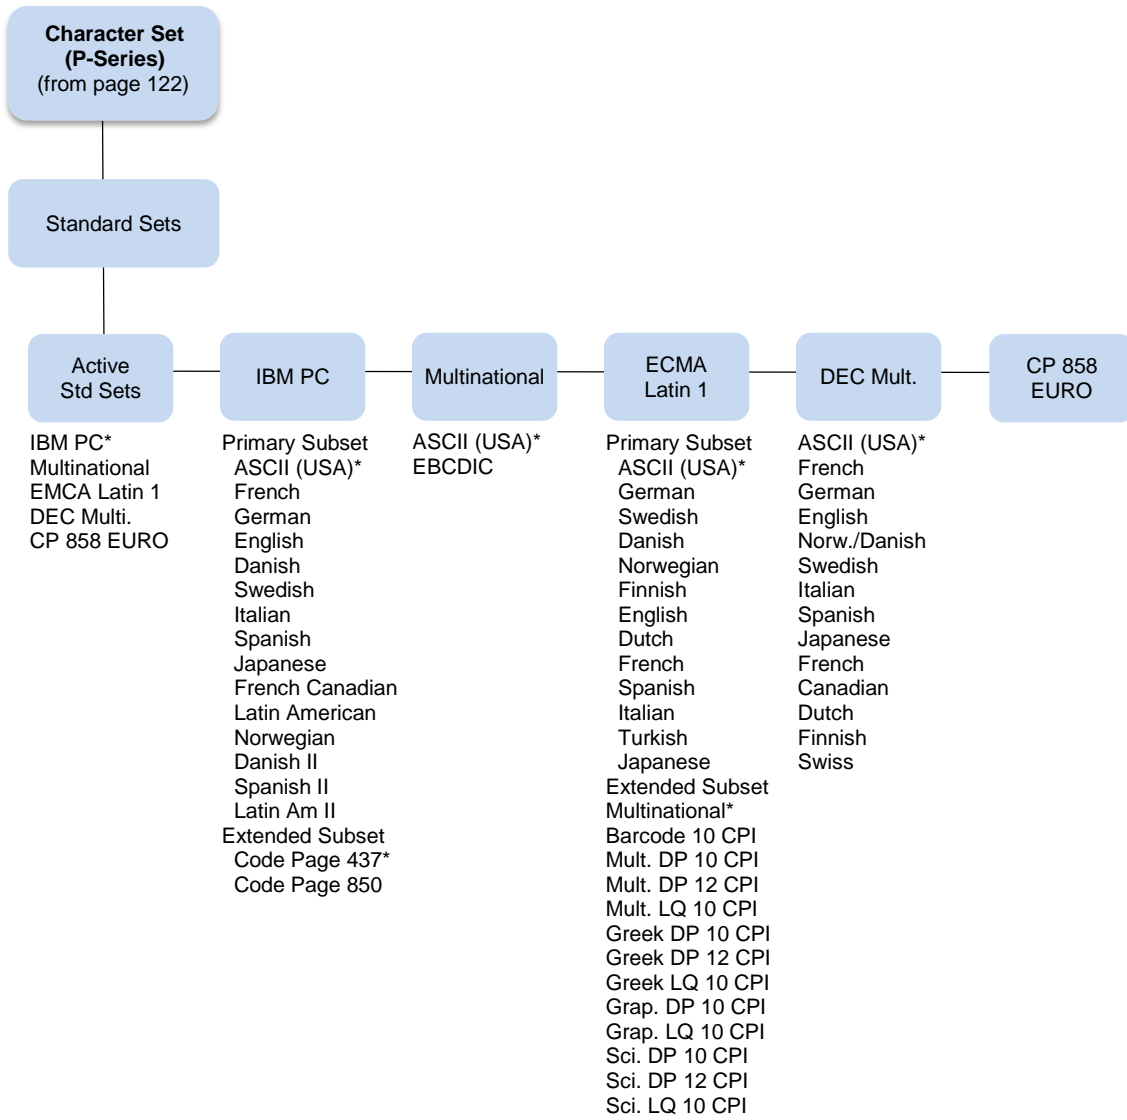 Character Set
(P-Series)
(from page 122)
Standard Sets
Active
Std Sets
IBM PC
Multinational
ECMA
Latin 1
DEC Mult.
CP 858
EURO
IBM PC*
Multinational
EMCA Latin 1
DEC Multi.
CP 858 EURO
Primary Subset
ASCII (USA)*
French
German
English
Danish
Swedish
Italian
Spanish
Japanese
French Canadian
Latin American
Norwegian
Danish II
Spanish II
Latin Am II
Extended Subset
Code Page 437*
Code Page 850
ASCII (USA)*
EBCDIC
Primary Subset
ASCII (USA)*
German
Swedish
Danish
Norwegian
Finnish
English
Dutch
French
Spanish
Italian
Turkish
Japanese
Extended Subset
Multinational*
Barcode 10 CPI
Mult. DP 10 CPI
Mult. DP 12 CPI
Mult. LQ 10 CPI
Greek DP 10 CPI
Greek DP 12 CPI
Greek LQ 10 CPI
Grap. DP 10 CPI
Grap. LQ 10 CPI
Sci. DP 10 CPI
Sci. DP 12 CPI
Sci. LQ 10 CPI
ASCII (USA)*
French
German
English
Norw./Danish
Swedish
Italian
Spanish
Japanese
French
Canadian
Dutch
Finnish
Swiss